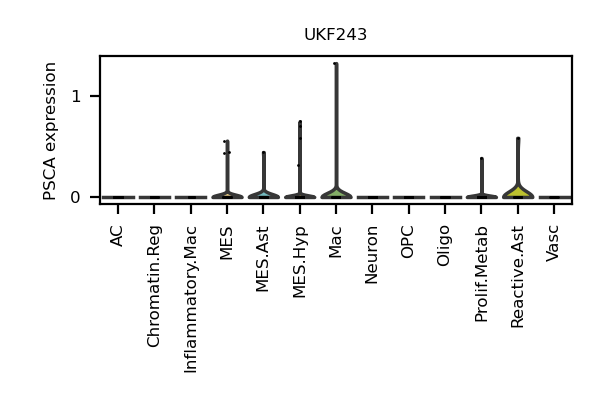 UKF243
PSCA expression
1
0
AC
Chromatin.Reg
Inflammatory.Mac
MES
MES.Ast
MES.Hyp
Mac
Neuron
OPC
Oligo
Prolif.Metab
Reactive.Ast
Vasc